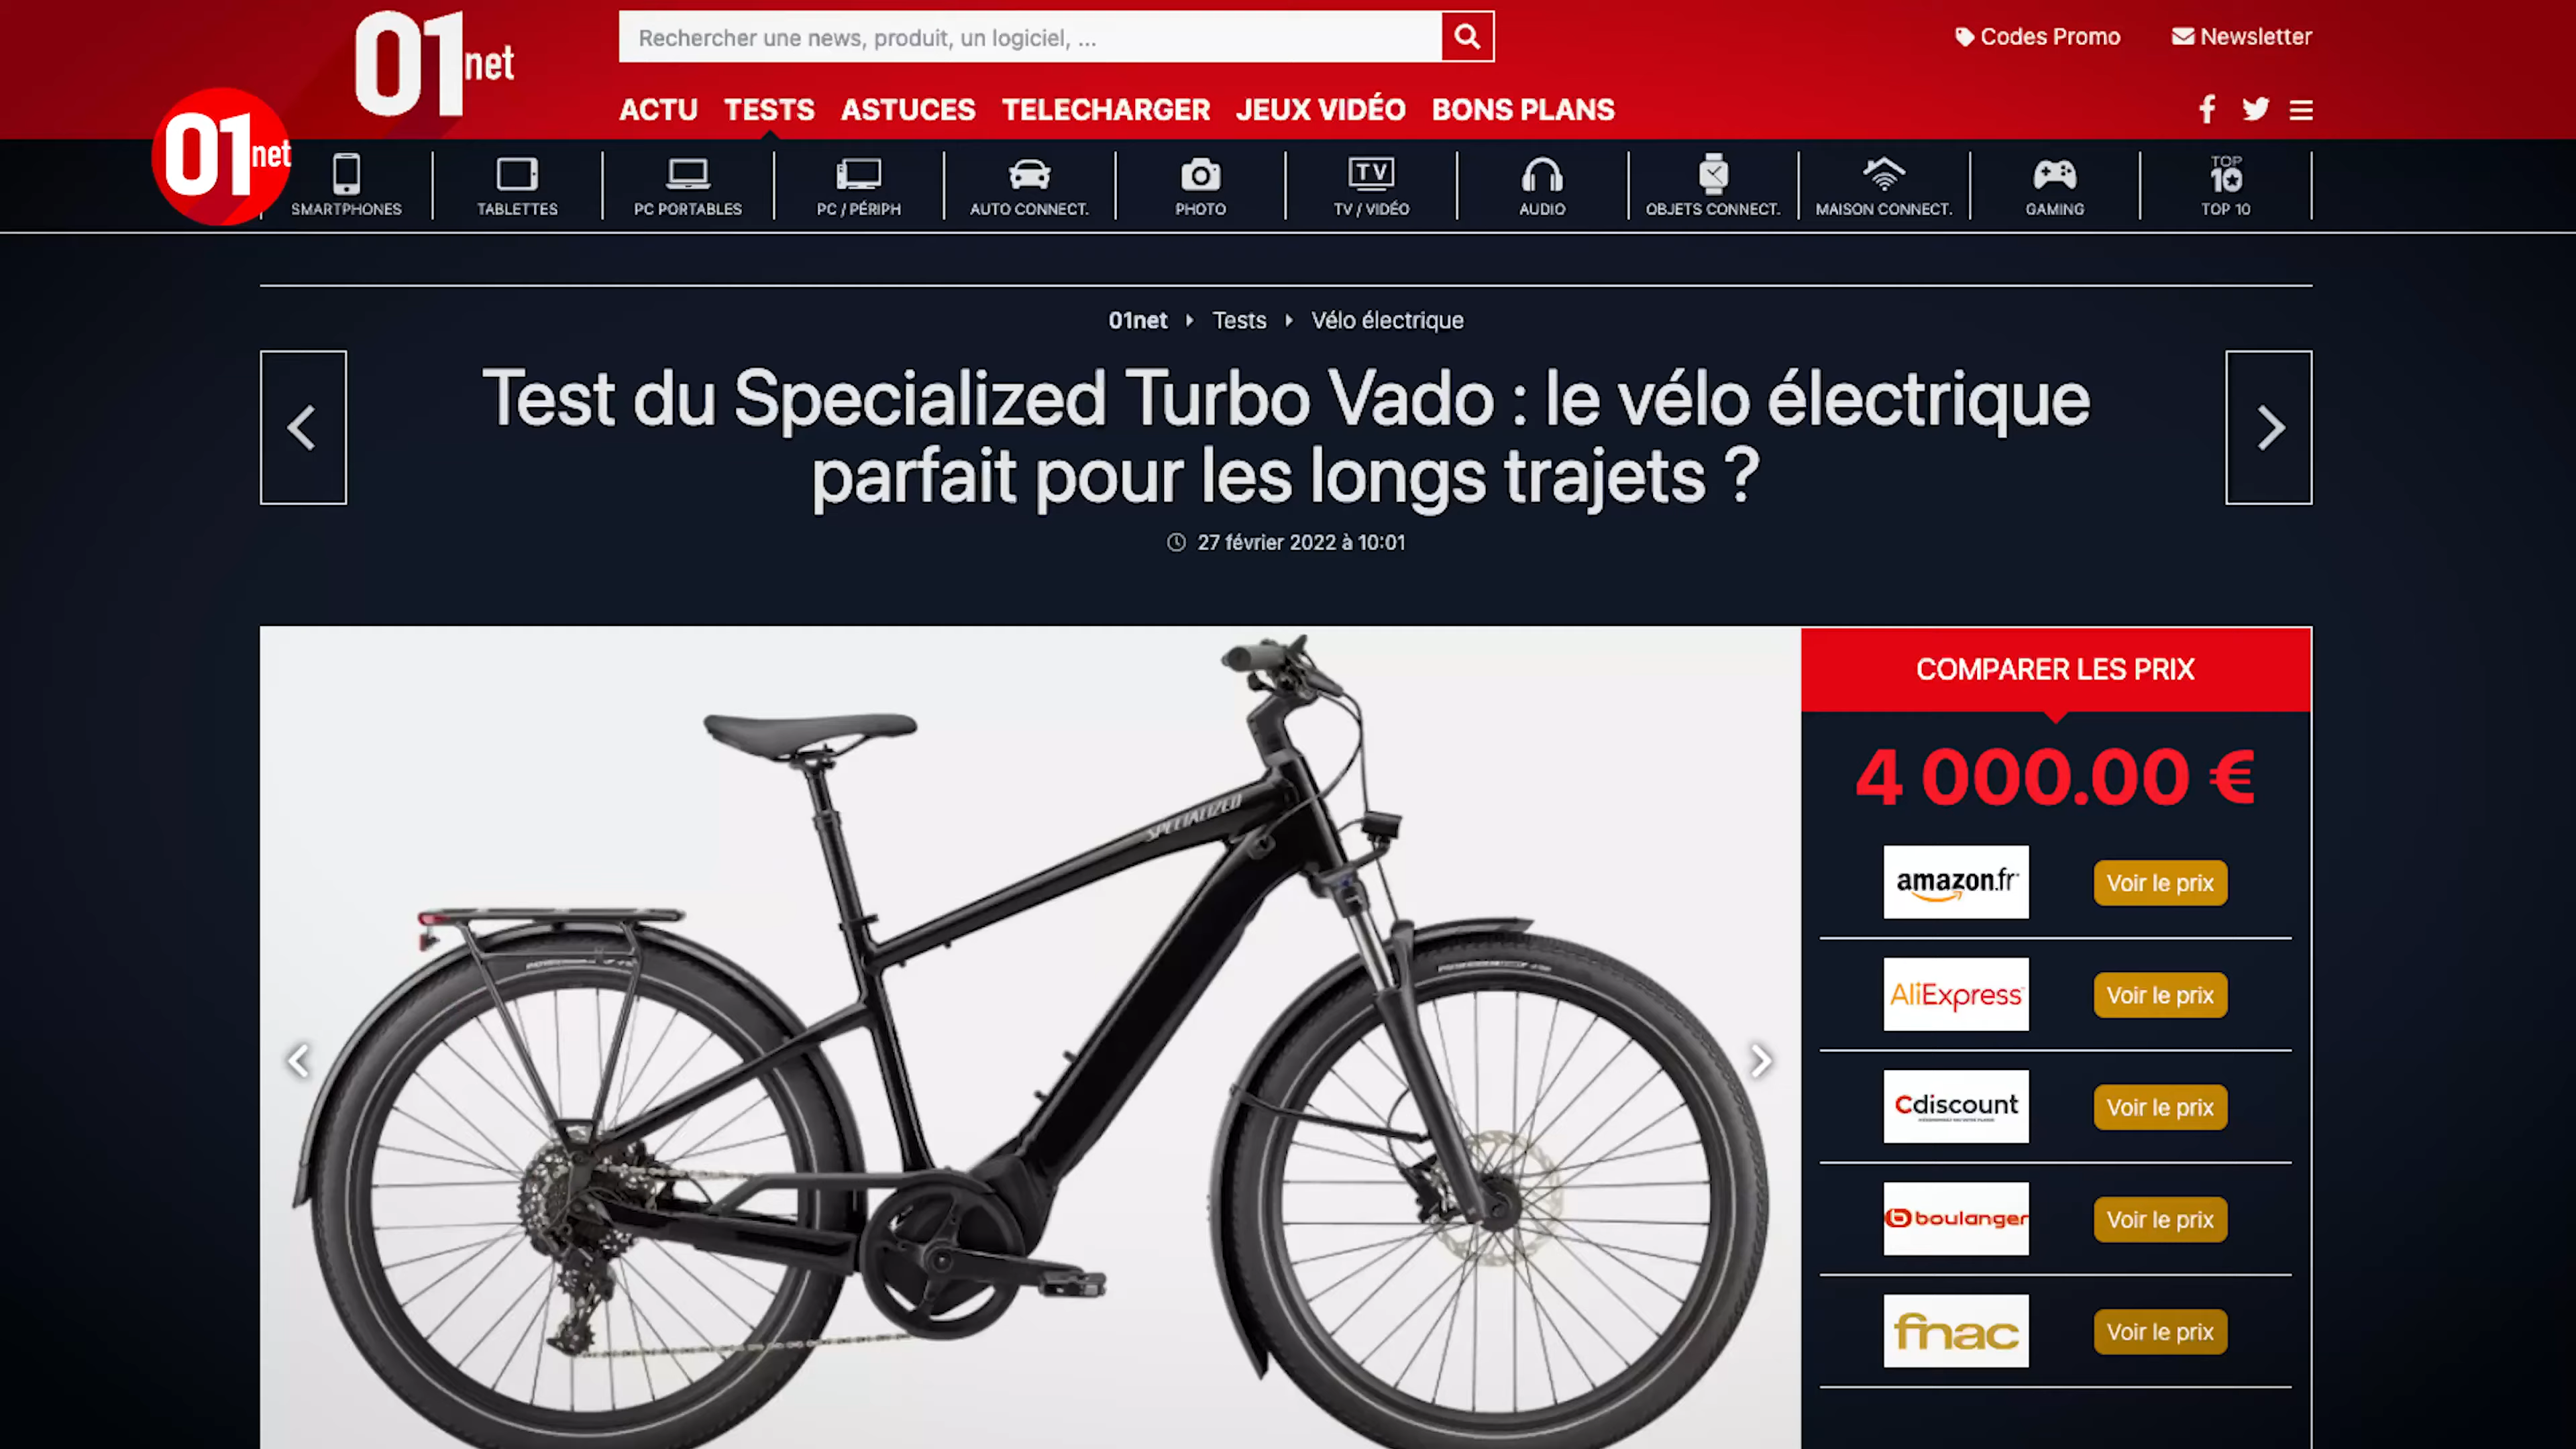 01net
Rechercher une news, produit, un logiciel, ...
Codes Promo
Newsletter
ACTU TESTS ASTUCES TELECHARGER JEUX VIDÉO BONS PLANS
01net
SMARTPHONES TABLETTES PC PORTABLES PC / PÉRIPH AUTO CONNECT. PHOTO TV TV / VIDÉO AUDIO OBJETS CONNECT. MAISON CONNECT. GAMING TOP 10 TOP 10
01net Tests Vélo électrique
Test du Specialized Turbo Vado : le vélo électrique
parfait pour les longs trajets ?
27 février 2022 à 10:01
SPECIALIZED
COMPARER LES PRIX
4 000.00 €
amazon.fr Voir le prix
AliExpress Voir le prix
Cdiscount Voir le prix
boulanger Voir le prix
fnac Voir le prix